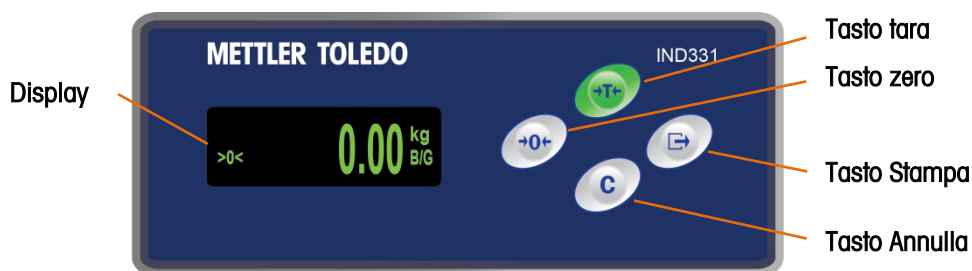 Tasto tara
METTLER TOLEDO
IND331
Tasto zero
Display
→T←
kg
>0<
0.00
B/G
→0←
C
Tasto Stampa
Tasto Annulla